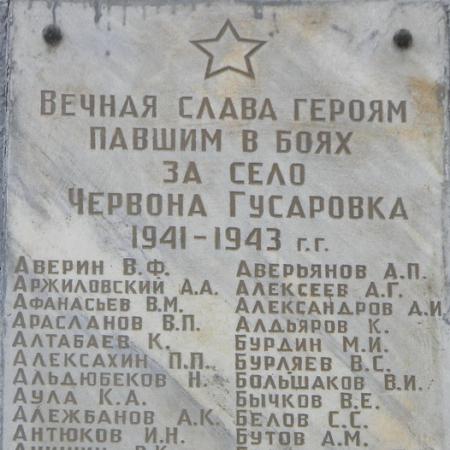 Вечная слава героям
павшим в боях
за село
Червона Гусаровка
1941-1943 г.г.
Аверин В.Ф.
Аржиловский А.А.
Афанасьев В.М.
Арасланов В.П.
Алтабаев К.
Алексахин П.П.
Альдюбеков Н.
Аула К.А.
Алежбанов А.К.
Антюков И.Н.
Аверьянов А.П.
Алексеев А.Г.
Александров А.И
Алдьяров К.
Бурдин М.И.
Бурляев В.С.
Большаков В.И.
Бычков В.Е.
Белов С.С.
Бутов А.М.